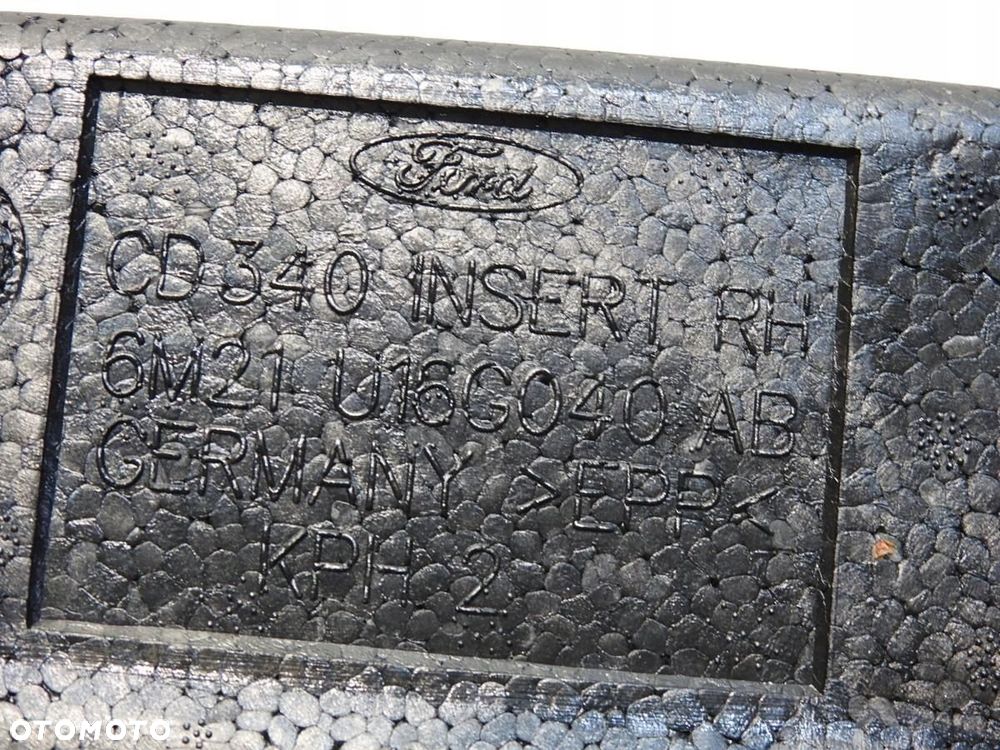 Ford
CD340 INSERT RH
6M21 U16G040 AB
GERMANY >EPP<
KPH 2
OTOMOTO